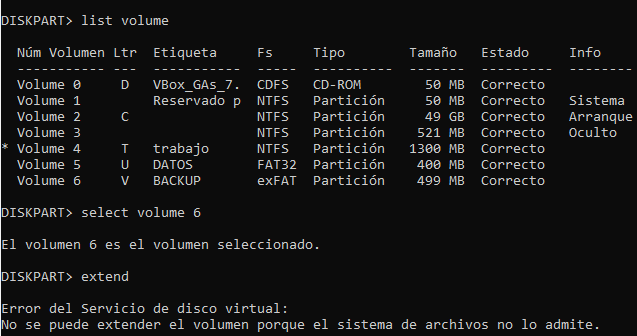 DISKPART> list volume
Núm Volumen Ltr Etiqueta Fs Tipo Tamaño Estado Info
----------- --- ----------- ----- ---------- ------- --------- --------
Volume 0 D VBox_GAs_7. CDFS CD-ROM 50 MB Correcto
Volume 1 Reservado p NTFS Partición 50 MB Correcto Sistema
Volume 2 C NTFS Partición 49 GB Correcto Arranque
Volume 3 NTFS Partición 521 MB Correcto Oculto
* Volume 4 T trabajo NTFS Partición 1300 MB Correcto
Volume 5 U DATOS FAT32 Partición 400 MB Correcto
Volume 6 V BACKUP exFAT Partición 499 MB Correcto
DISKPART> select volume 6
El volumen 6 es el volumen seleccionado.
DISKPART> extend
Error del Servicio de disco virtual:
No se puede extender el volumen porque el sistema de archivos no lo admite.